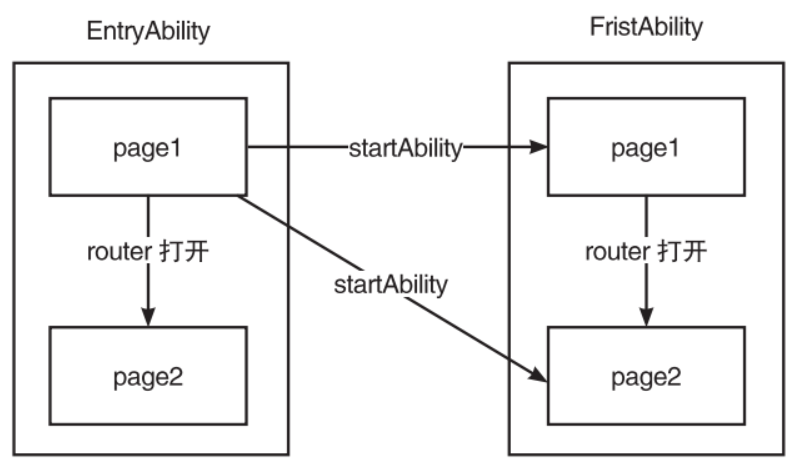 EntryAbility
FristAbility
page1
startAbility
page1
router 打开
router 打开
startAbility
page2
page2